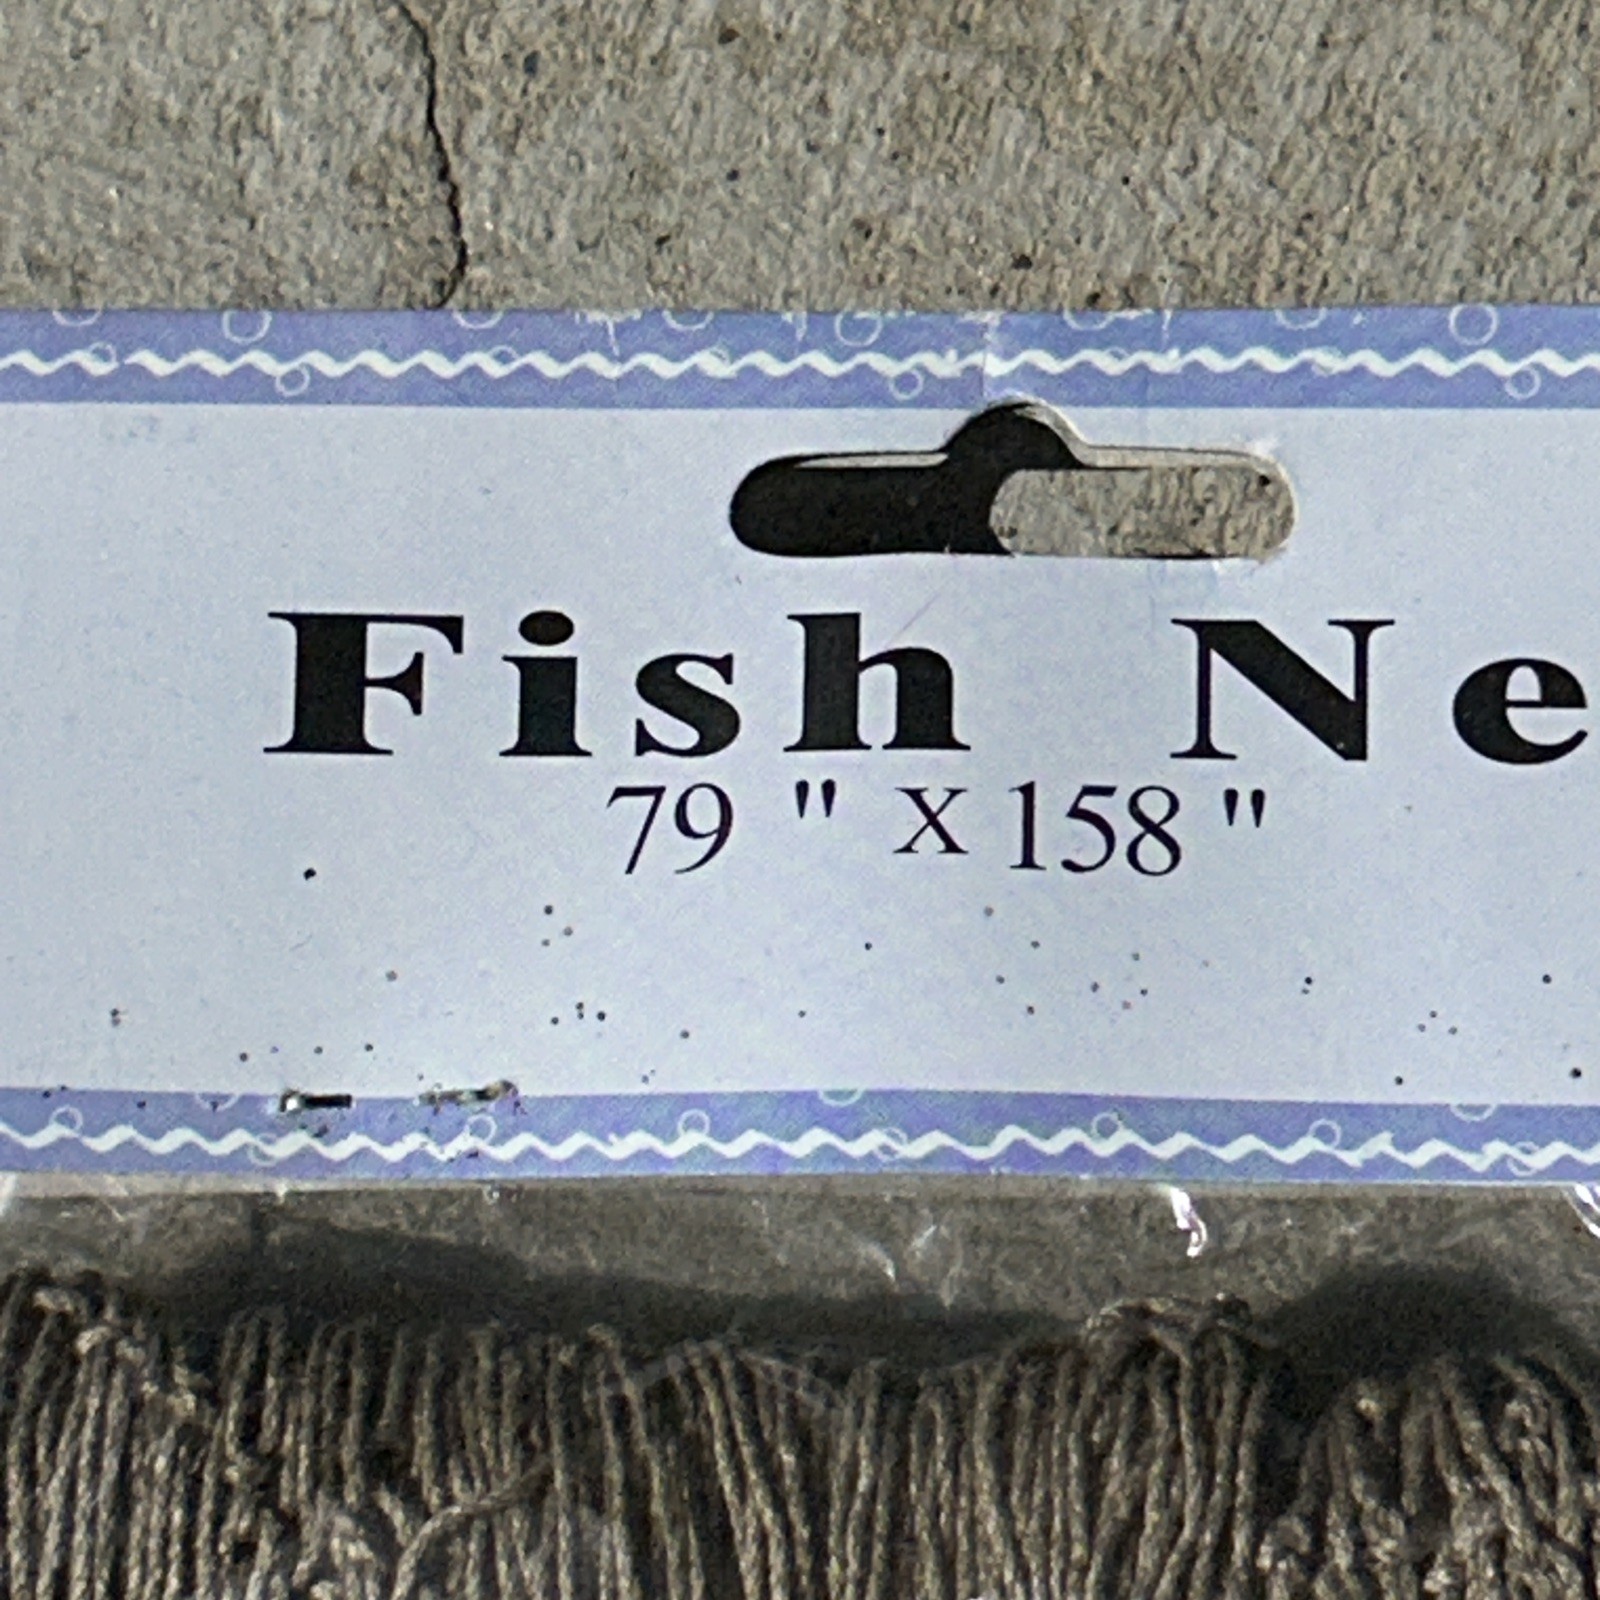 Fish Ne
79 " X 158 "